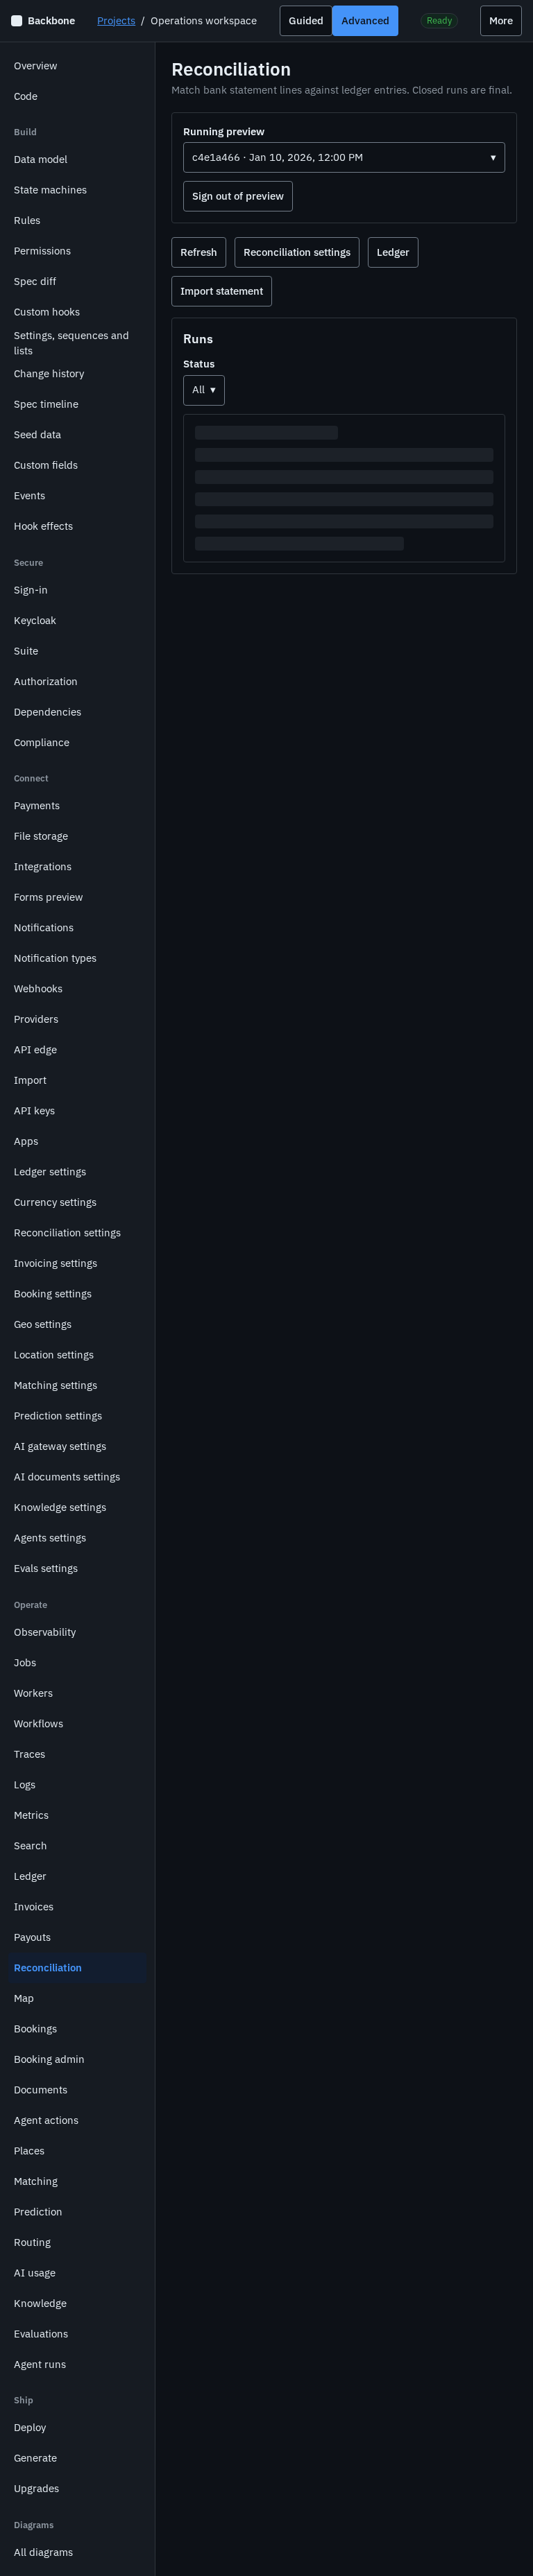 Backbone
Projects / Operations workspace
Guided
Advanced
Ready
More
Overview
Code
Build
Data model
State machines
Rules
Permissions
Spec diff
Custom hooks
Settings, sequences and
lists
Change history
Spec timeline
Seed data
Custom fields
Events
Hook effects
Secure
Sign-in
Keycloak
Suite
Authorization
Dependencies
Compliance
Connect
Payments
File storage
Integrations
Forms preview
Notifications
Notification types
Webhooks
Providers
API edge
Import
API keys
Apps
Ledger settings
Currency settings
Reconciliation settings
Invoicing settings
Booking settings
Geo settings
Location settings
Matching settings
Prediction settings
AI gateway settings
AI documents settings
Knowledge settings
Agents settings
Evals settings
Operate
Observability
Jobs
Workers
Workflows
Traces
Logs
Metrics
Search
Ledger
Invoices
Payouts
Reconciliation
Map
Bookings
Booking admin
Documents
Agent actions
Places
Matching
Prediction
Routing
AI usage
Knowledge
Evaluations
Agent runs
Ship
Deploy
Generate
Upgrades
Diagrams
All diagrams
Reconciliation
Match bank statement lines against ledger entries. Closed runs are final.
Running preview
c4e1a466 · Jan 10, 2026, 12:00 PM ▾
Sign out of preview
Refresh
Reconciliation settings
Ledger
Import statement
Runs
Status
All ▾